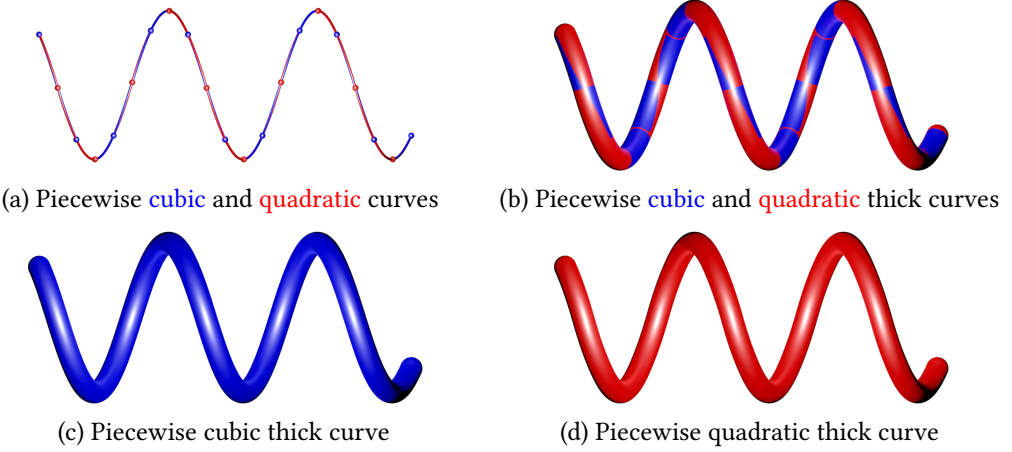 (a) Piecewise cubic and quadratic curves
(b) Piecewise cubic and quadratic thick curves
(c) Piecewise cubic thick curve
(d) Piecewise quadratic thick curve